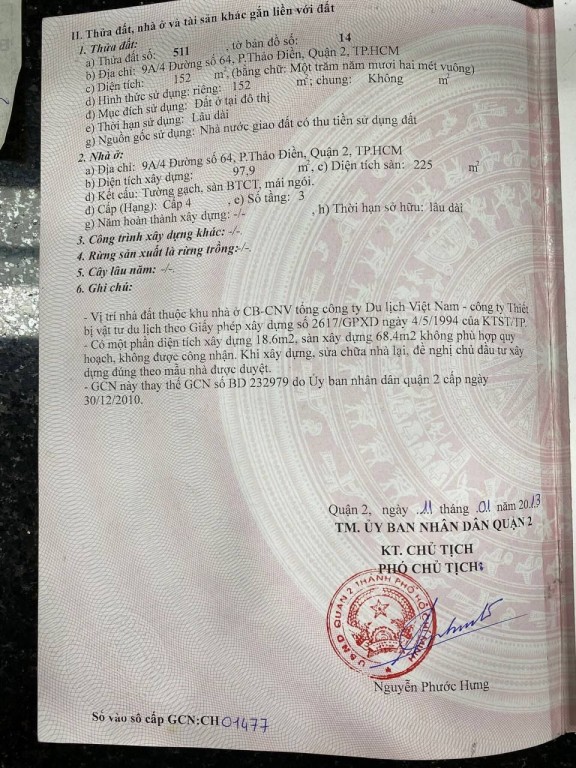 II. Thửa đất, nhà ở và tài sản khác gắn liền với đất
1. Thửa đất:
a) Thửa đất số: 511 , tờ bản đồ số: 14
b) Địa chỉ: 9A/4 Đường số 64, P.Thảo Điền, Quận 2, TP.HCM
c) Diện tích: 152 m², (bằng chữ: Một trăm năm mươi hai mét vuông)
d) Hình thức sử dụng: riêng: 152 m²; chung: Không m²
đ) Mục đích sử dụng: Đất ở tại đô thị
e) Thời hạn sử dụng: Lâu dài
g) Nguồn gốc sử dụng: Nhà nước giao đất có thu tiền sử dụng đất
2. Nhà ở:
a) Địa chỉ: 9A/4 Đường số 64, P.Thảo Điền, Quận 2, TP.HCM
b) Diện tích xây dựng: 97,9 m², c) Diện tích sàn: 225 m²
d) Kết cấu: Tường gạch, sàn BTCT, mái ngói.
đ) Cấp (Hạng): Cấp 4 , e) Số tầng: 3
g) Năm hoàn thành xây dựng: -/- , h) Thời hạn sở hữu: lâu dài
3. Công trình xây dựng khác: -/-.
4. Rừng sản xuất là rừng trồng:-/-.
5. Cây lâu năm: -/-.
6. Ghi chú:
- Vị trí nhà đất thuộc khu nhà ở CB-CNV tổng công ty Du lịch Việt Nam - công ty Thiết
bị vật tư du lịch theo Giấy phép xây dựng số 2617/GPXD ngày 4/5/1994 của KTST/TP.
- Có một phần diện tích xây dựng 18.6m2, sàn xây dựng 68.4m2 không phù hợp quy
hoạch, không được công nhận. Khi xây dựng, sửa chữa nhà lại, đề nghị chủ đầu tư xây
dựng đúng theo mẫu nhà được duyệt.
- GCN này thay thế GCN số BD 232979 do Ủy ban nhân dân quận 2 cấp ngày
30/12/2010.
Quận 2, ngày .11 tháng .01 năm 2013
TM. ỦY BAN NHÂN DÂN QUẬN 2
KT. CHỦ TỊCH
PHÓ CHỦ TỊCH
UBND QUẬN 2 THÀNH PHỐ HỒ CHÍ MINH
Nguyễn Phước Hưng
Số vào sổ cấp GCN:CH01477